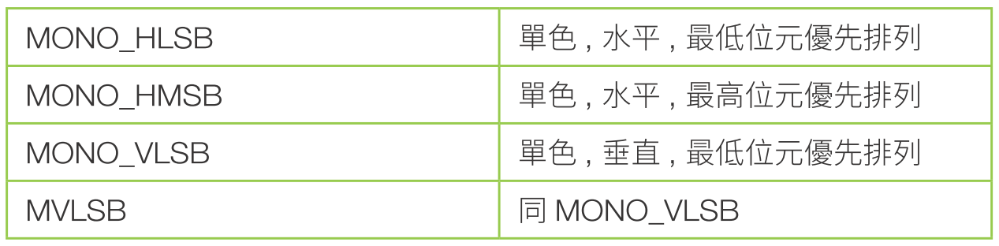 MONO_HLSB 單色 , 水平 , 最低位元優先排列
MONO_HMSB 單色 , 水平 , 最高位元優先排列
MONO_VLSB 單色 , 垂直 , 最低位元優先排列
MVLSB 同 MONO_VLSB